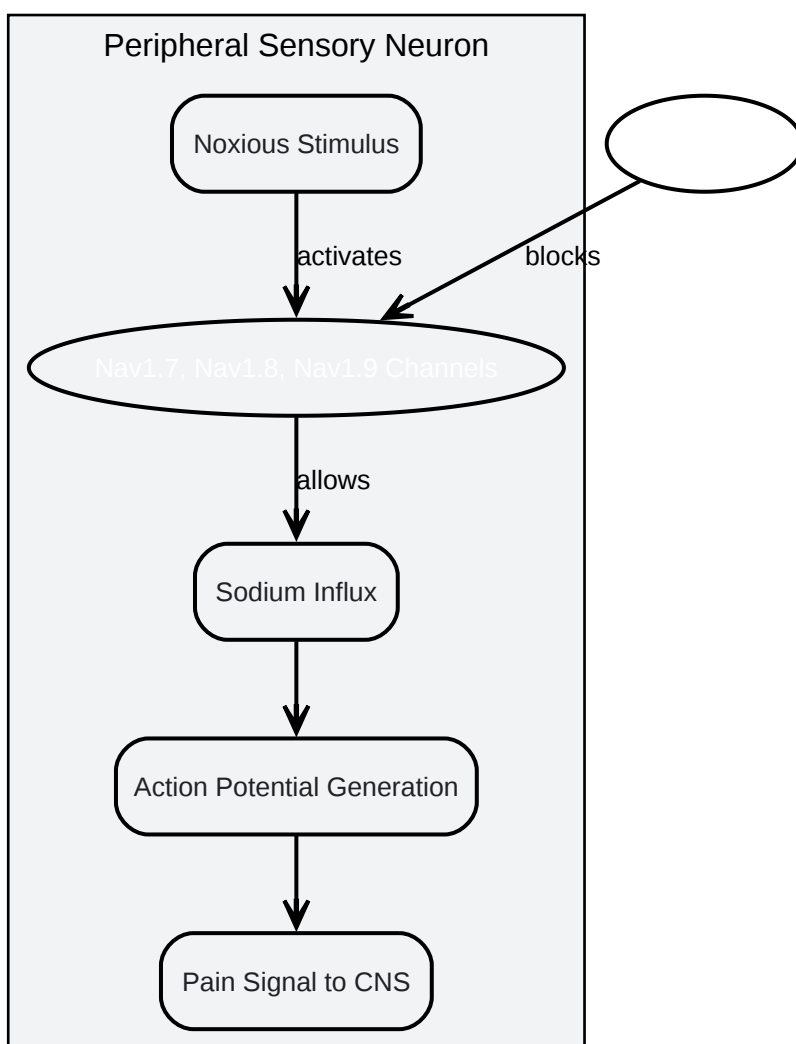 Peripheral Sensory Neuron
Noxious Stimulus
activates
blocks
Nav1.7, Nav1.8, Nav1.9 Channels
allows
Sodium Influx
Action Potential Generation
Pain Signal to CNS